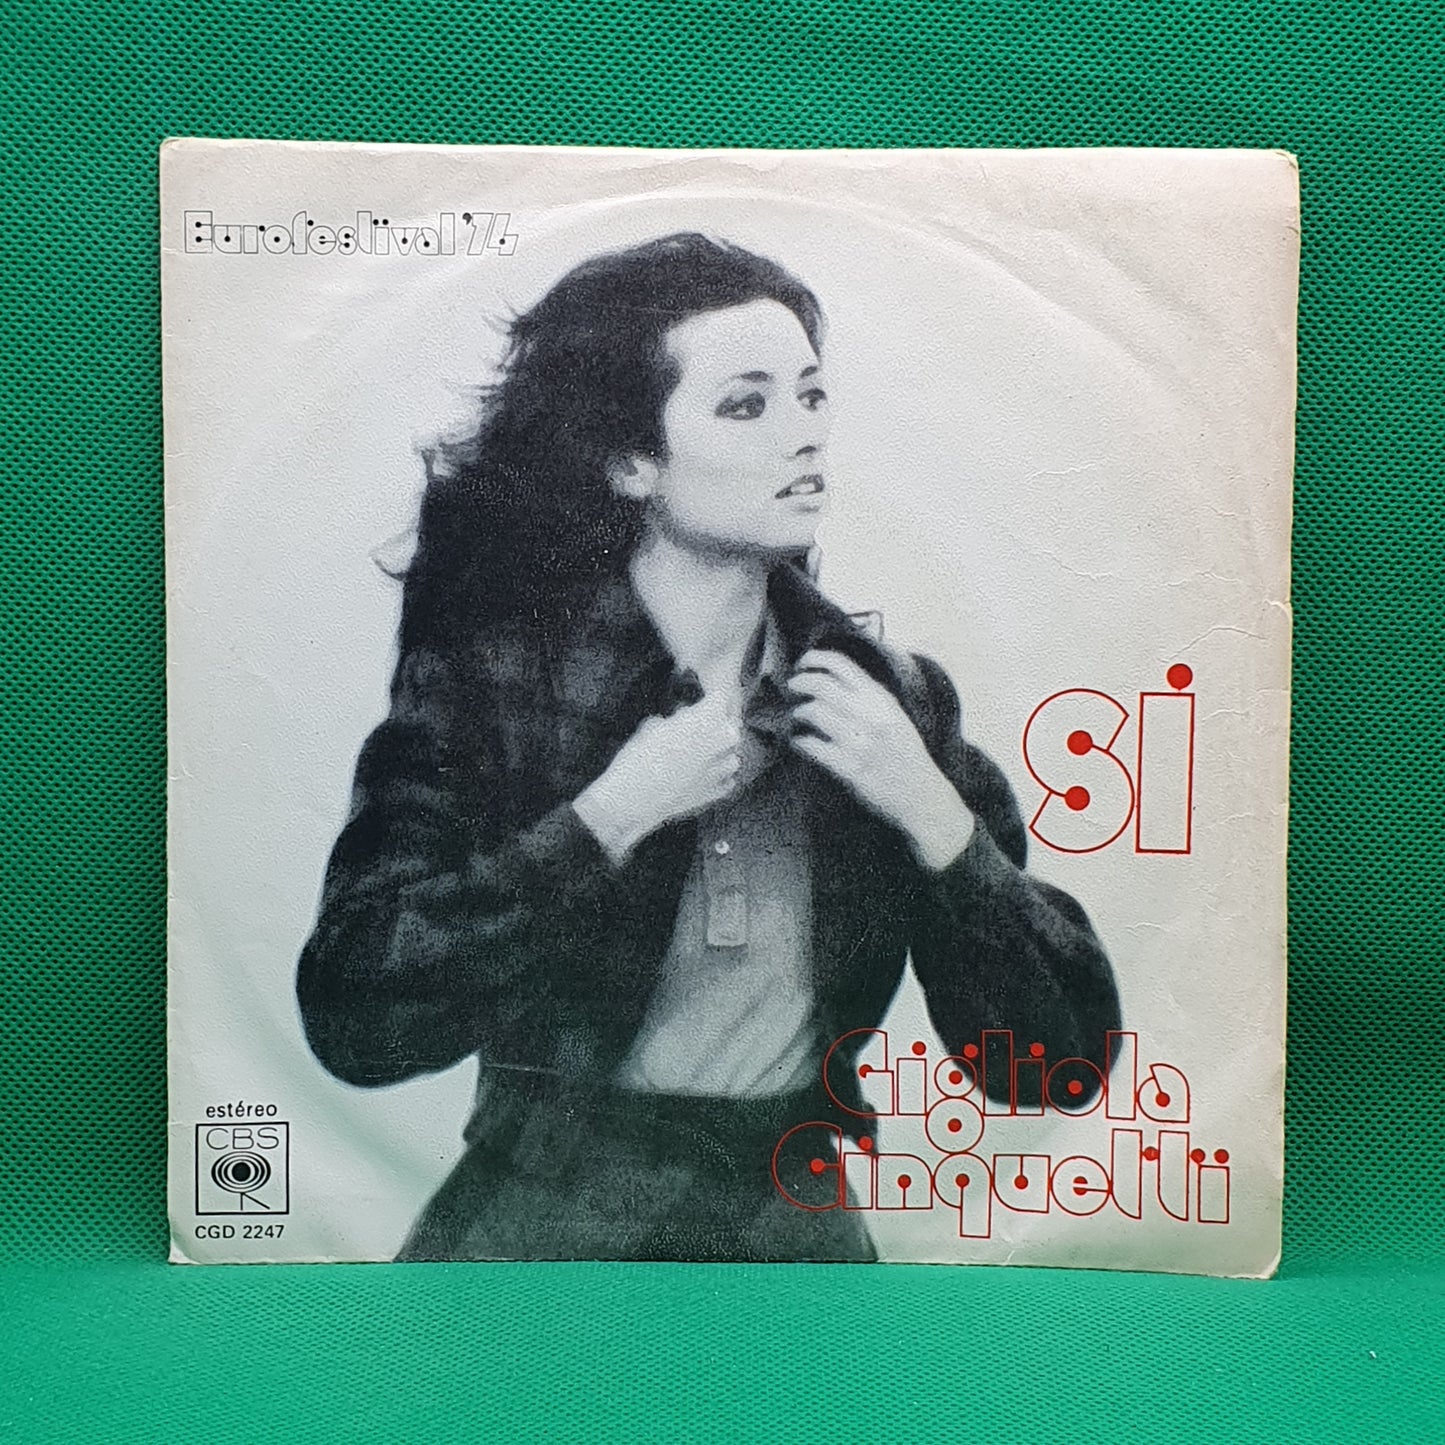 Eurofestival '74
Si
Gigliola
Cinquetti
estéreo
CBS
CGD 2247